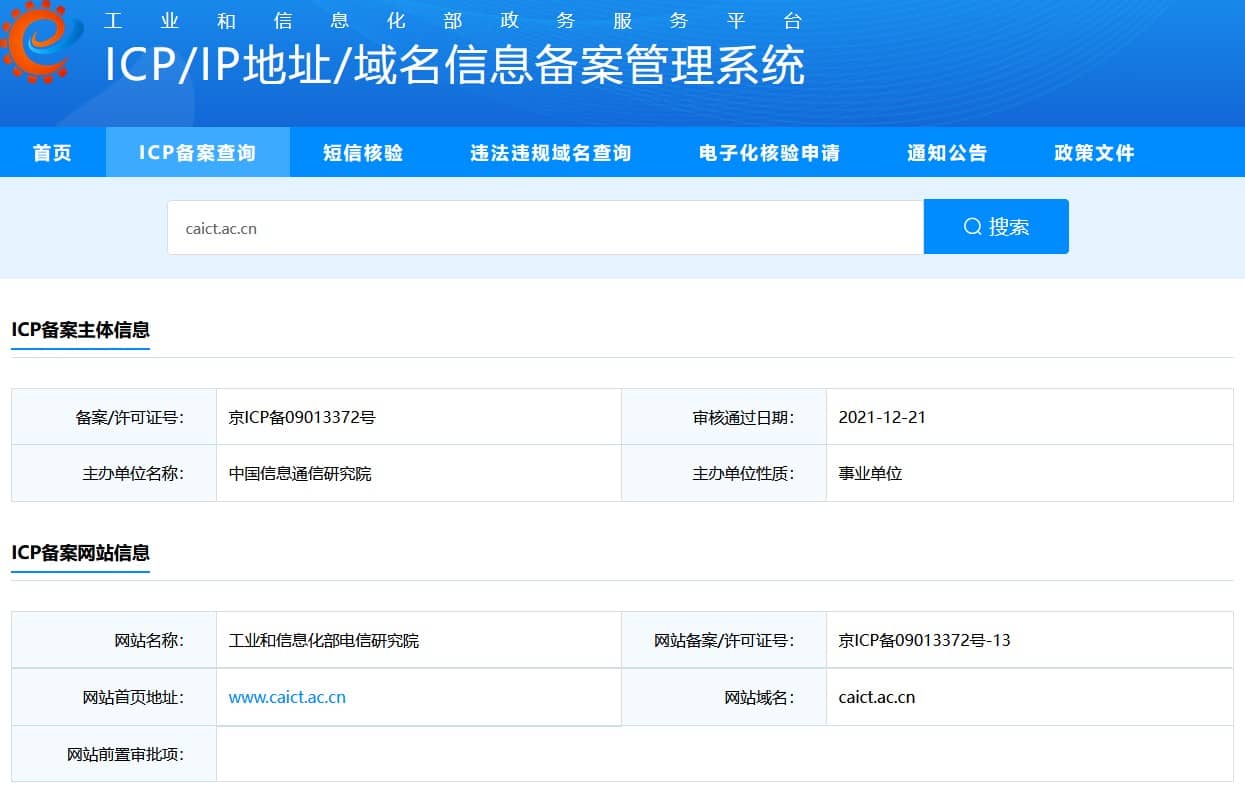 工业和信息化部政务服务平台
ICP/IP地址/域名信息备案管理系统
首页 ICP备案查询 短信核验 违法违规域名查询 电子化核验申请 通知公告 政策文件
caict.ac.cn 搜索
ICP备案主体信息
备案/许可证号： 京ICP备09013372号 审核通过日期： 2021-12-21
主办单位名称： 中国信息通信研究院 主办单位性质： 事业单位
ICP备案网站信息
网站名称： 工业和信息化部电信研究院 网站备案/许可证号： 京ICP备09013372号-13
网站首页地址： www.caict.ac.cn 网站域名： caict.ac.cn
网站前置审批项：